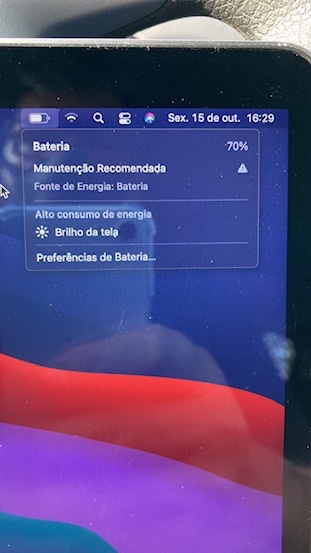 Sex. 15 de out. 16:29
Bateria 70%
Manutenção Recomendada
Fonte de Energia: Bateria
Alto consumo de energia
Brilho da tela
Preferências de Bateria...